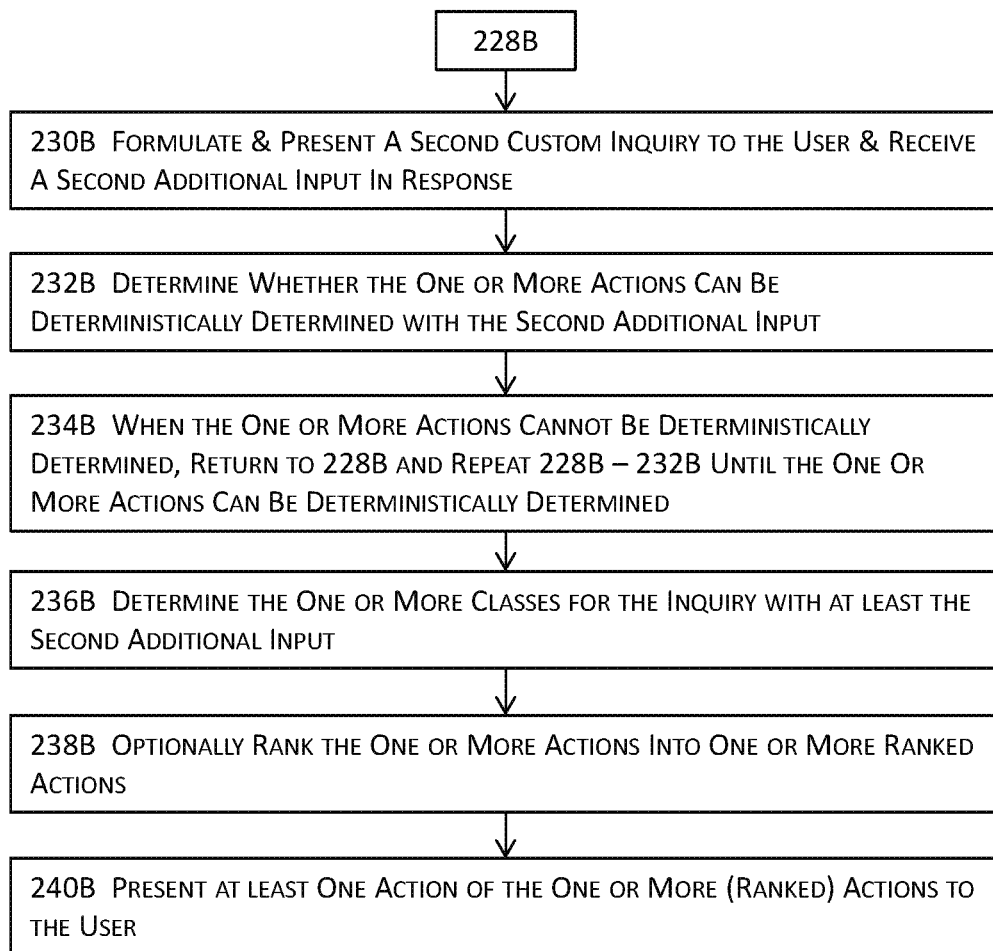 228B
230B FORMULATE & PRESENT A SECOND CUSTOM INQUIRY TO THE USER & RECEIVE
A SECOND ADDITIONAL INPUT IN RESPONSE
232B DETERMINE WHETHER THE ONE OR MORE ACTIONS CAN BE
DETERMINISTICALLY DETERMINED WITH THE SECOND ADDITIONAL INPUT
234B WHEN THE ONE OR MORE ACTIONS CANNOT BE DETERMINISTICALLY
DETERMINED, RETURN TO 228B AND REPEAT 228B – 232B UNTIL THE ONE OR
MORE ACTIONS CAN BE DETERMINISTICALLY DETERMINED
236B DETERMINE THE ONE OR MORE CLASSES FOR THE INQUIRY WITH AT LEAST THE
SECOND ADDITIONAL INPUT
238B OPTIONALLY RANK THE ONE OR MORE ACTIONS INTO ONE OR MORE RANKED
ACTIONS
240B PRESENT AT LEAST ONE ACTION OF THE ONE OR MORE (RANKED) ACTIONS TO
THE USER